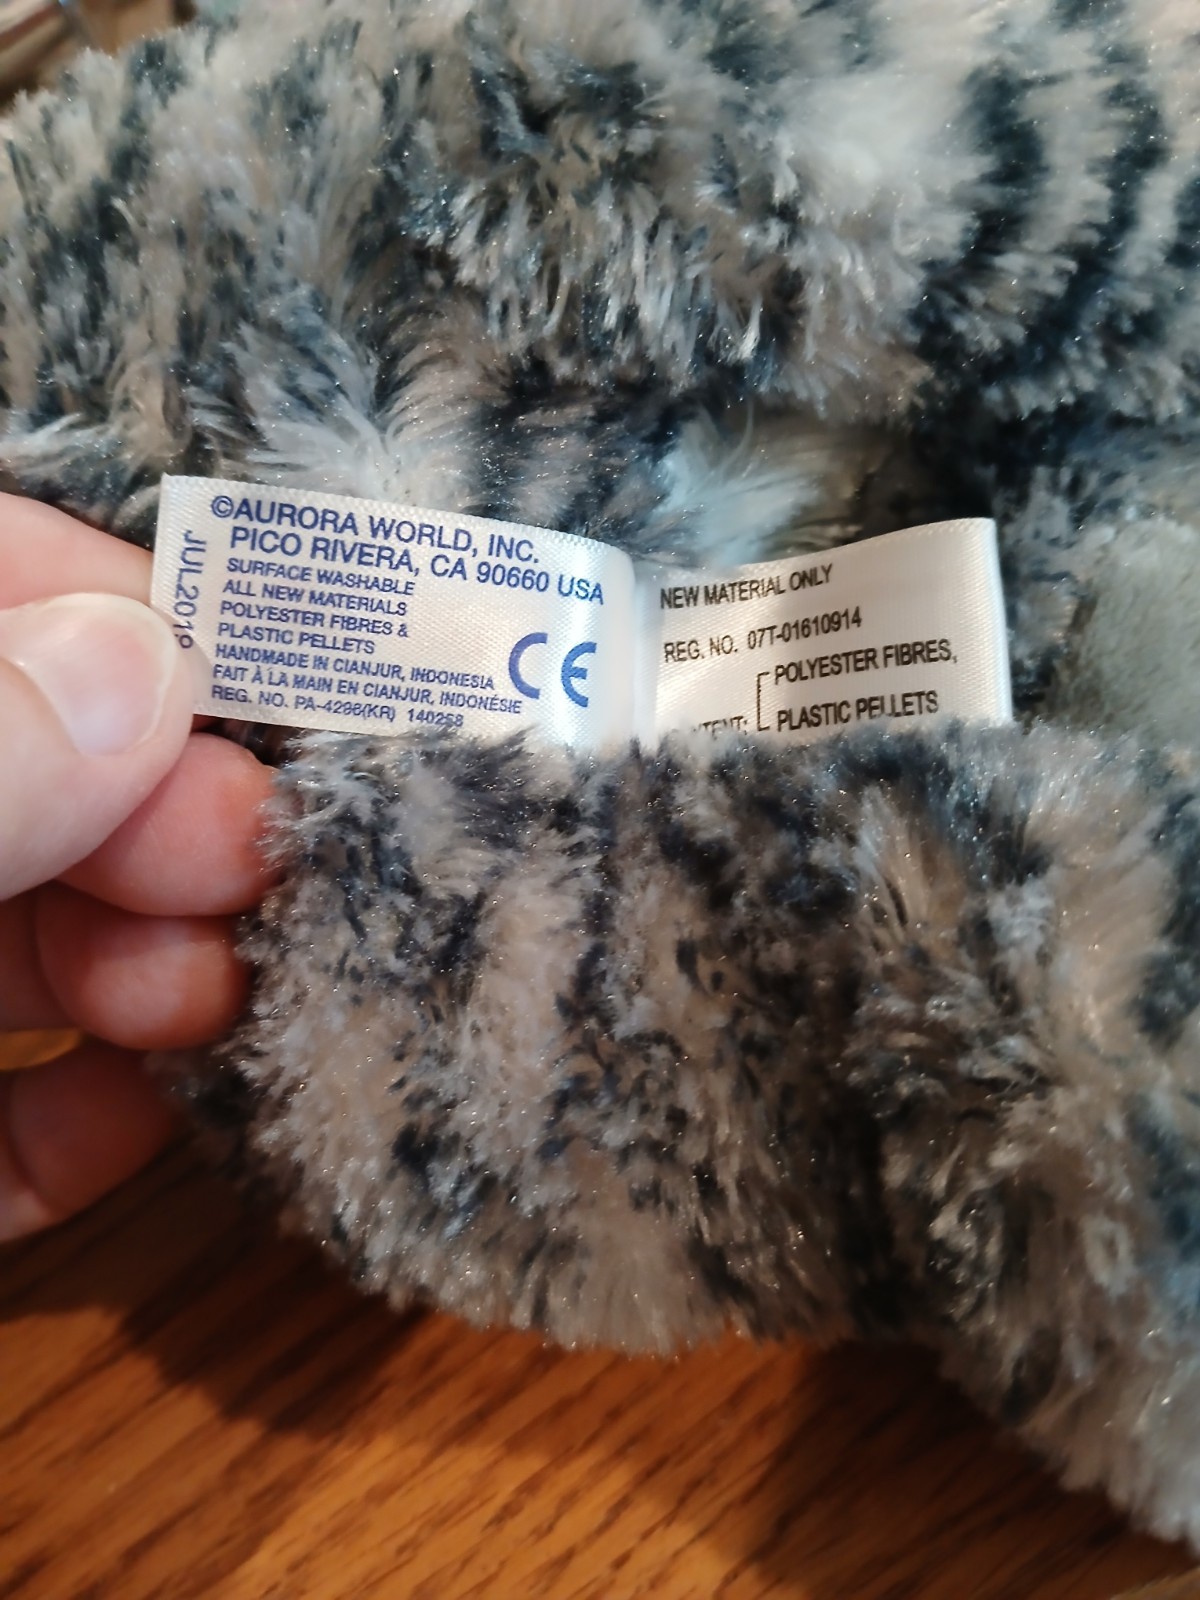 ©AURORA WORLD, INC.
PICO RIVERA, CA 90660 USA
SURFACE WASHABLE
ALL NEW MATERIALS
POLYESTER FIBRES &
PLASTIC PELLETS
HANDMADE IN CIANJUR, INDONESIA
FAIT À LA MAIN EN CIANJUR, INDONÉSIE
REG. NO. PA-4298(KR) 140258
CE
JUL2019
NEW MATERIAL ONLY
REG. NO. 07T-01610914
POLYESTER FIBRES,
PLASTIC PELLETS